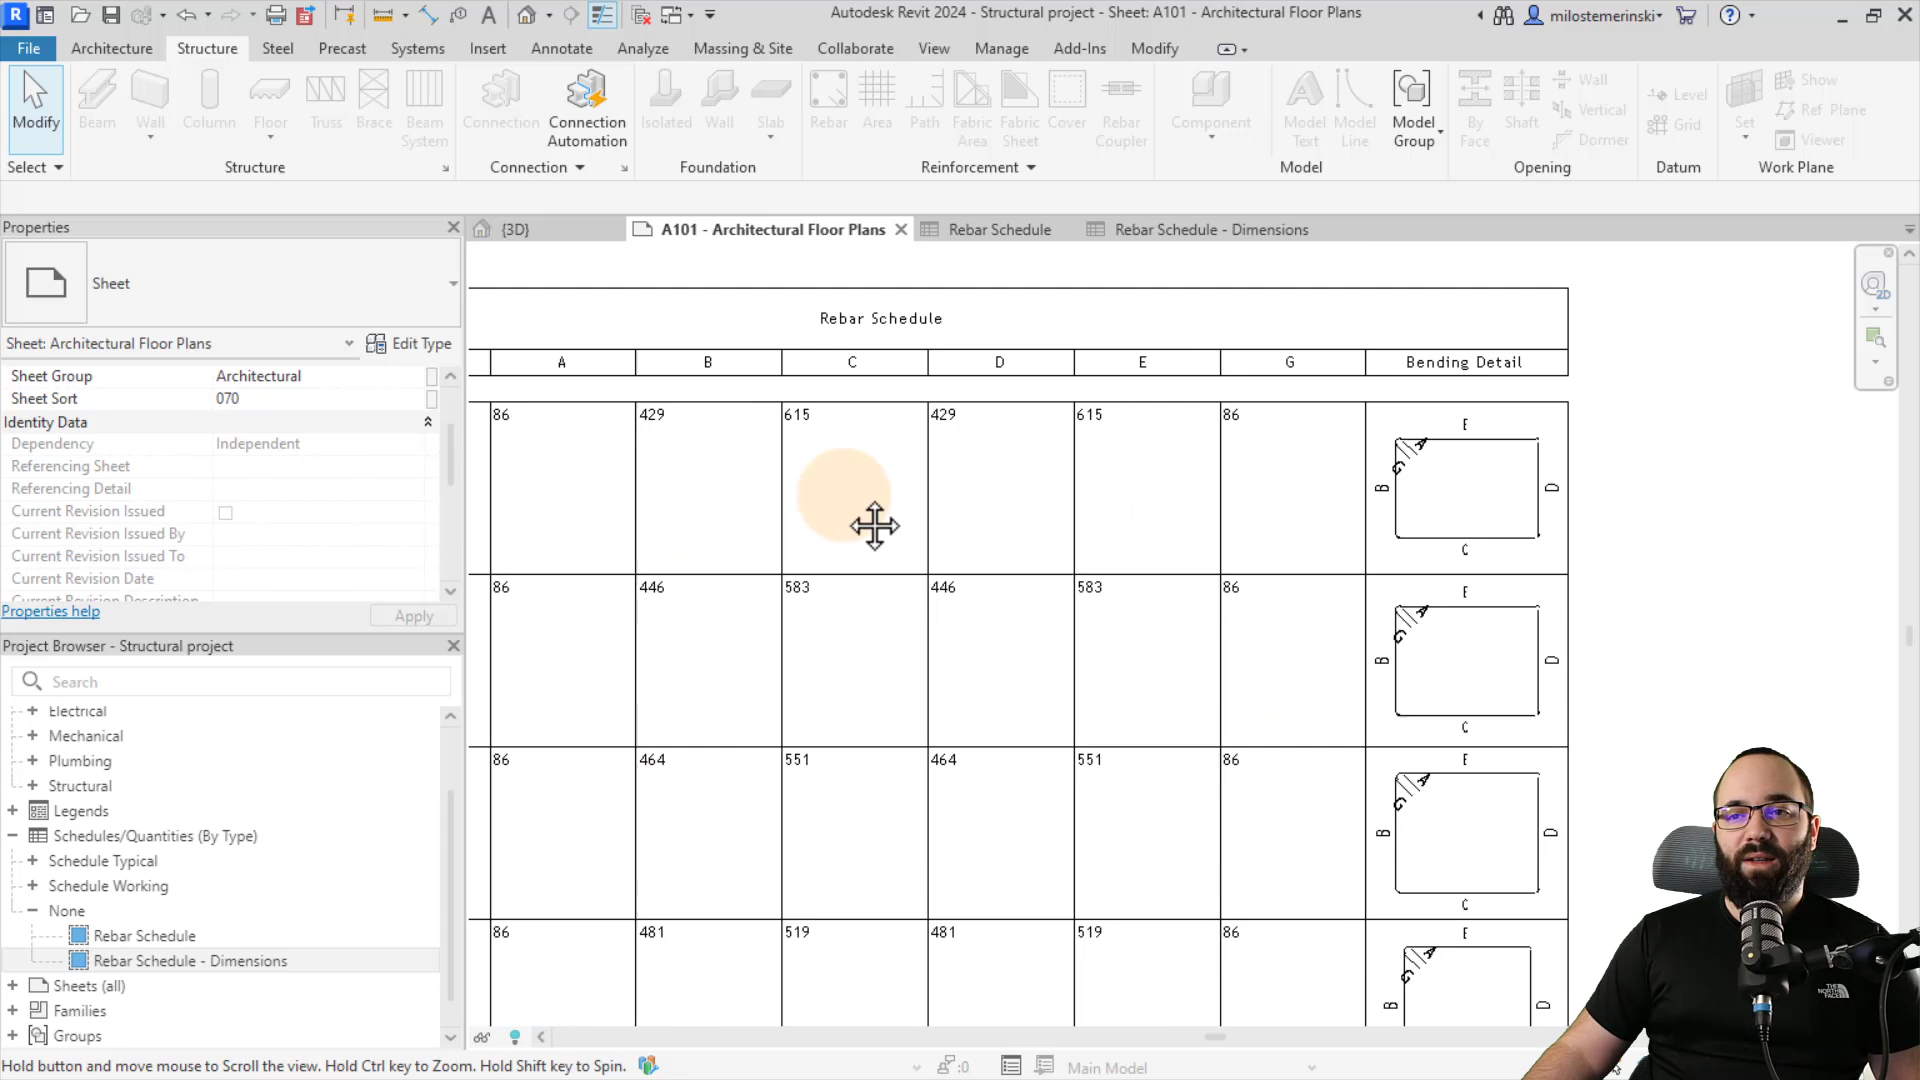 Autodesk Revit 2024 - Structural project - Sheet: A101 - Architectural Floor Plans
milostemerinski
File Architecture Structure Steel Precast Systems Insert Annotate Analyze Massing & Site Collaborate View Manage Add-Ins Modify
Modify
Beam Wall Column Floor Truss Brace Beam System
Connection Connection Automation
Isolated Wall Slab
Rebar Area Path Fabric Area Fabric Sheet Cover Rebar Coupler
Component Model Text Model Line Model Group
By Face Shaft Wall Vertical Dormer
Level Grid
Set Show Ref Plane Viewer
Select Structure Connection Foundation Reinforcement Model Opening Datum Work Plane
Properties
{3D} A101 - Architectural Floor Plans Rebar Schedule Rebar Schedule - Dimensions
Sheet
Sheet: Architectural Floor Plans Edit Type
Sheet Group Architectural
Sheet Sort 070
Identity Data
Dependency Independent
Referencing Sheet
Referencing Detail
Current Revision Issued
Current Revision Issued By
Current Revision Issued To
Current Revision Date
Current Revision Description
Properties help Apply
Project Browser - Structural project
Search
Electrical
Mechanical
Plumbing
Structural
Legends
Schedules/Quantities (By Type)
Schedule Typical
Schedule Working
None
Rebar Schedule
Rebar Schedule - Dimensions
Sheets (all)
Families
Groups
Rebar Schedule
A B C D E G Bending Detail
86 429 615 429 615 86
E
A
G
B D
C
86 446 583 446 583 86
E
A
G
B D
C
86 464 551 464 551 86
E
A
G
B D
C
86 481 519 481 519 86
E
A
G
B D
2D
THE NORTH FACE
Hold button and move mouse to Scroll the view. Hold Ctrl key to Zoom. Hold Shift key to Spin.
:0 Main Model